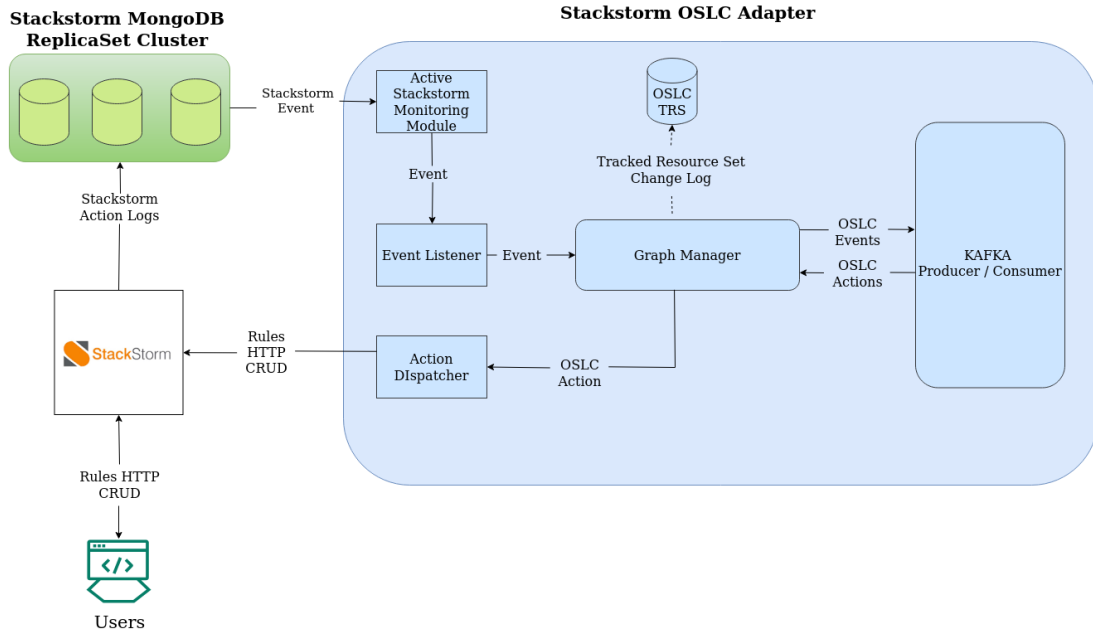 Stackstorm MongoDB
ReplicaSet Cluster
Stackstorm OSLC Adapter
Stackstorm
Event
Active
Stackstorm
Monitoring
Module
OSLC
TRS
Tracked Resource Set
Change Log
Event
Stackstorm
Action Logs
Event Listener
Event
Graph Manager
OSLC
Events
OSLC
Actions
KAFKA
Producer / Consumer
StackStorm
Rules
HTTP
CRUD
Action
DIspatcher
OSLC
Action
Rules HTTP
CRUD
</>
Users